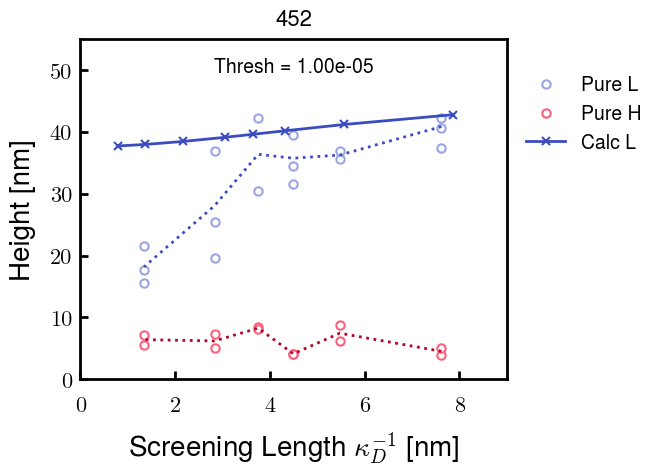 452
Thresh = 1.00e-05
Pure L
Pure H
Calc L
Height [nm]
50
40
30
20
10
0
0 2 4 6 8
Screening Length κ_D^{-1} [nm]